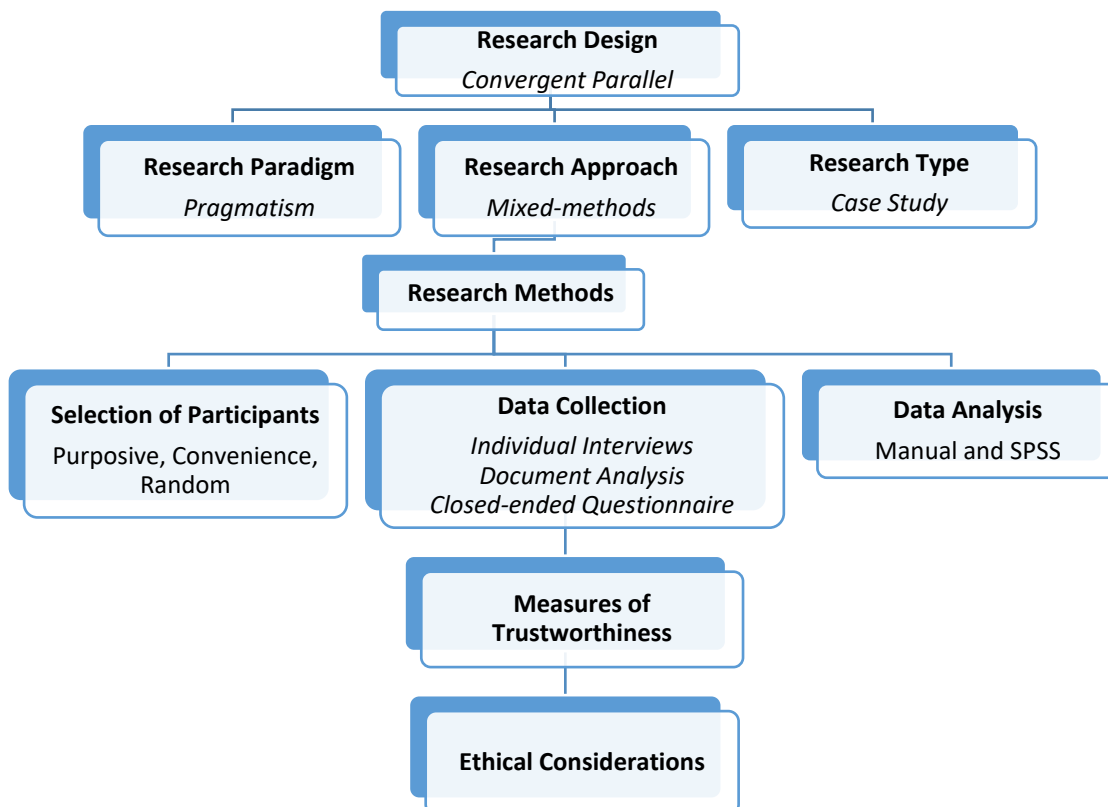 Research Design
Convergent Parallel
Research Paradigm
Pragmatism
Research Approach
Mixed-methods
Research Type
Case Study
Research Methods
Selection of Participants
Purposive, Convenience,
Random
Data Collection
Individual Interviews
Document Analysis
Closed-ended Questionnaire
Data Analysis
Manual and SPSS
Measures of
Trustworthiness
Ethical Considerations